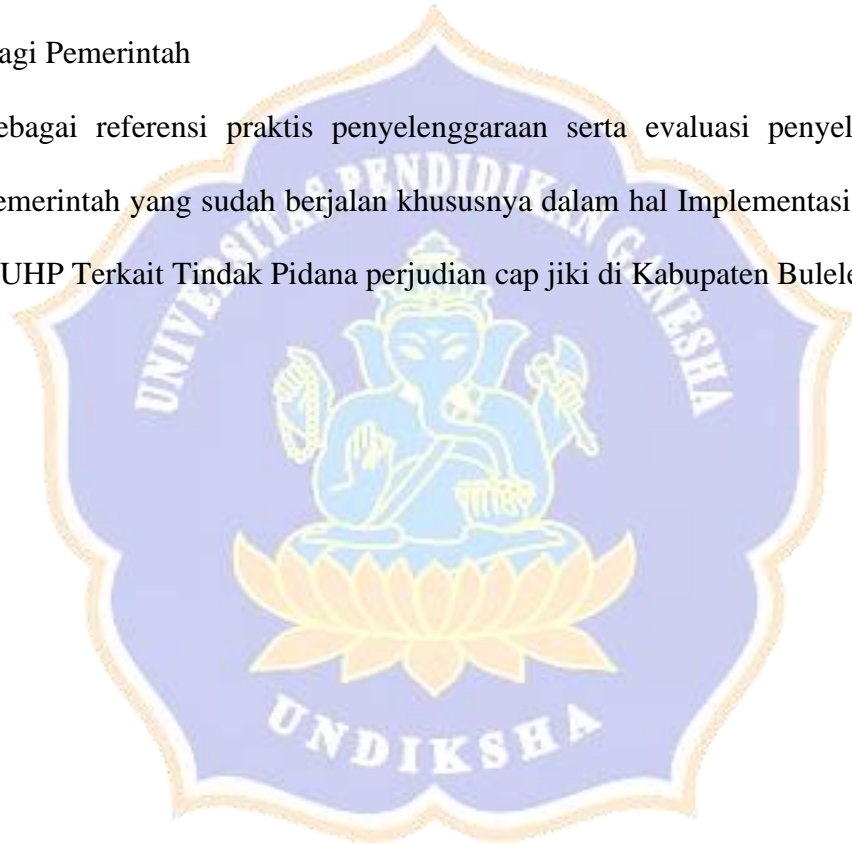 agi Pemerintah
ebagai referensi praktis penyelenggaraan serta evaluasi penyel
emerintah yang sudah berjalan khususnya dalam hal Implementasi
UHP Terkait Tindak Pidana perjudian cap jiki di Kabupaten Bulele
UNIVERSITAS PENDIDIKAN GANESHA
UNDIKSHA